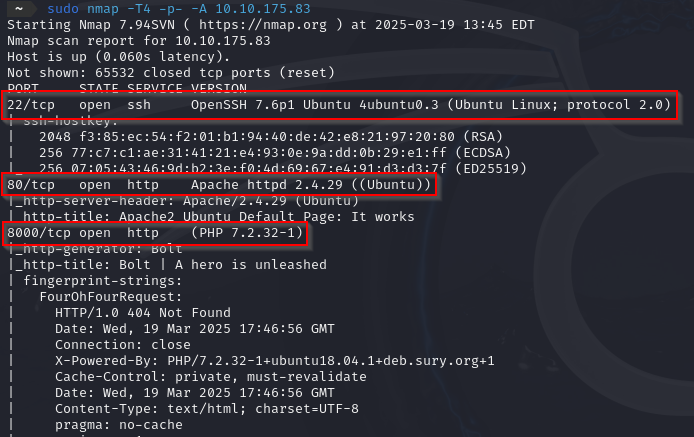 ~ sudo nmap -T4 -p- -A 10.10.175.83
Starting Nmap 7.94SVN ( https://nmap.org ) at 2025-03-19 13:45 EDT
Nmap scan report for 10.10.175.83
Host is up (0.060s latency).
Not shown: 65532 closed tcp ports (reset)
PORT STATE SERVICE VERSION
22/tcp open ssh OpenSSH 7.6p1 Ubuntu 4ubuntu0.3 (Ubuntu Linux; protocol 2.0)
| ssh-hostkey:
| 2048 f3:85:ec:54:f2:01:b1:94:40:de:42:e8:21:97:20:80 (RSA)
| 256 77:c7:c1:ae:31:41:21:e4:93:0e:9a:dd:0b:29:e1:ff (ECDSA)
|_ 256 07:05:43:46:9d:b2:3e:f0:4d:69:67:e4:91:d3:d3:7f (ED25519)
80/tcp open http Apache httpd 2.4.29 ((Ubuntu))
|_http-server-header: Apache/2.4.29 (Ubuntu)
|_http-title: Apache2 Ubuntu Default Page: It works
8000/tcp open http (PHP 7.2.32-1)
|_http-generator: Bolt
|_http-title: Bolt | A hero is unleashed
| fingerprint-strings:
| FourOhFourRequest:
| HTTP/1.0 404 Not Found
| Date: Wed, 19 Mar 2025 17:46:56 GMT
| Connection: close
| X-Powered-By: PHP/7.2.32-1+ubuntu18.04.1+deb.sury.org+1
| Cache-Control: private, must-revalidate
| Date: Wed, 19 Mar 2025 17:46:56 GMT
| Content-Type: text/html; charset=UTF-8
| pragma: no-cache